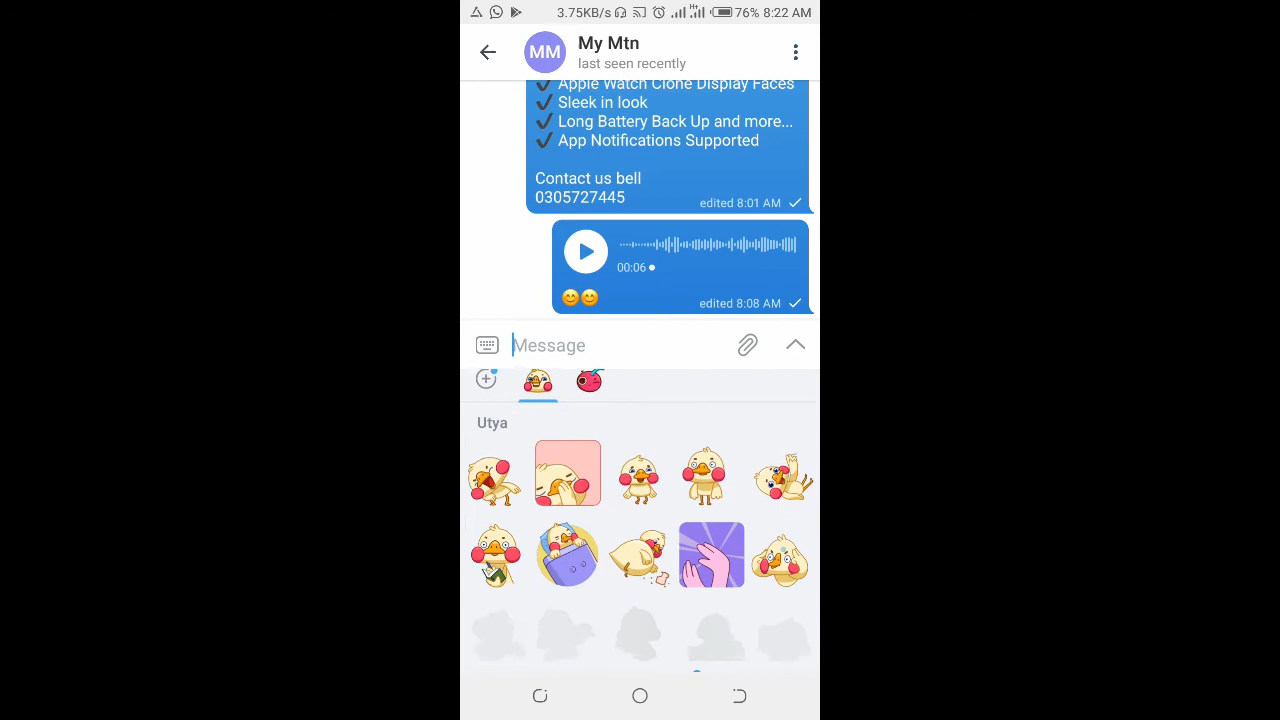 3.75KB/s H+ 76% 8:22 AM
MM My Mtn
last seen recently
✔ Apple Watch Clone Display Faces
✔ Sleek in look
✔ Long Battery Back Up and more...
✔ App Notifications Supported
Contact us bell
0305727445
edited 8:01 AM
00:06
😊😊
edited 8:08 AM
Message
Utya